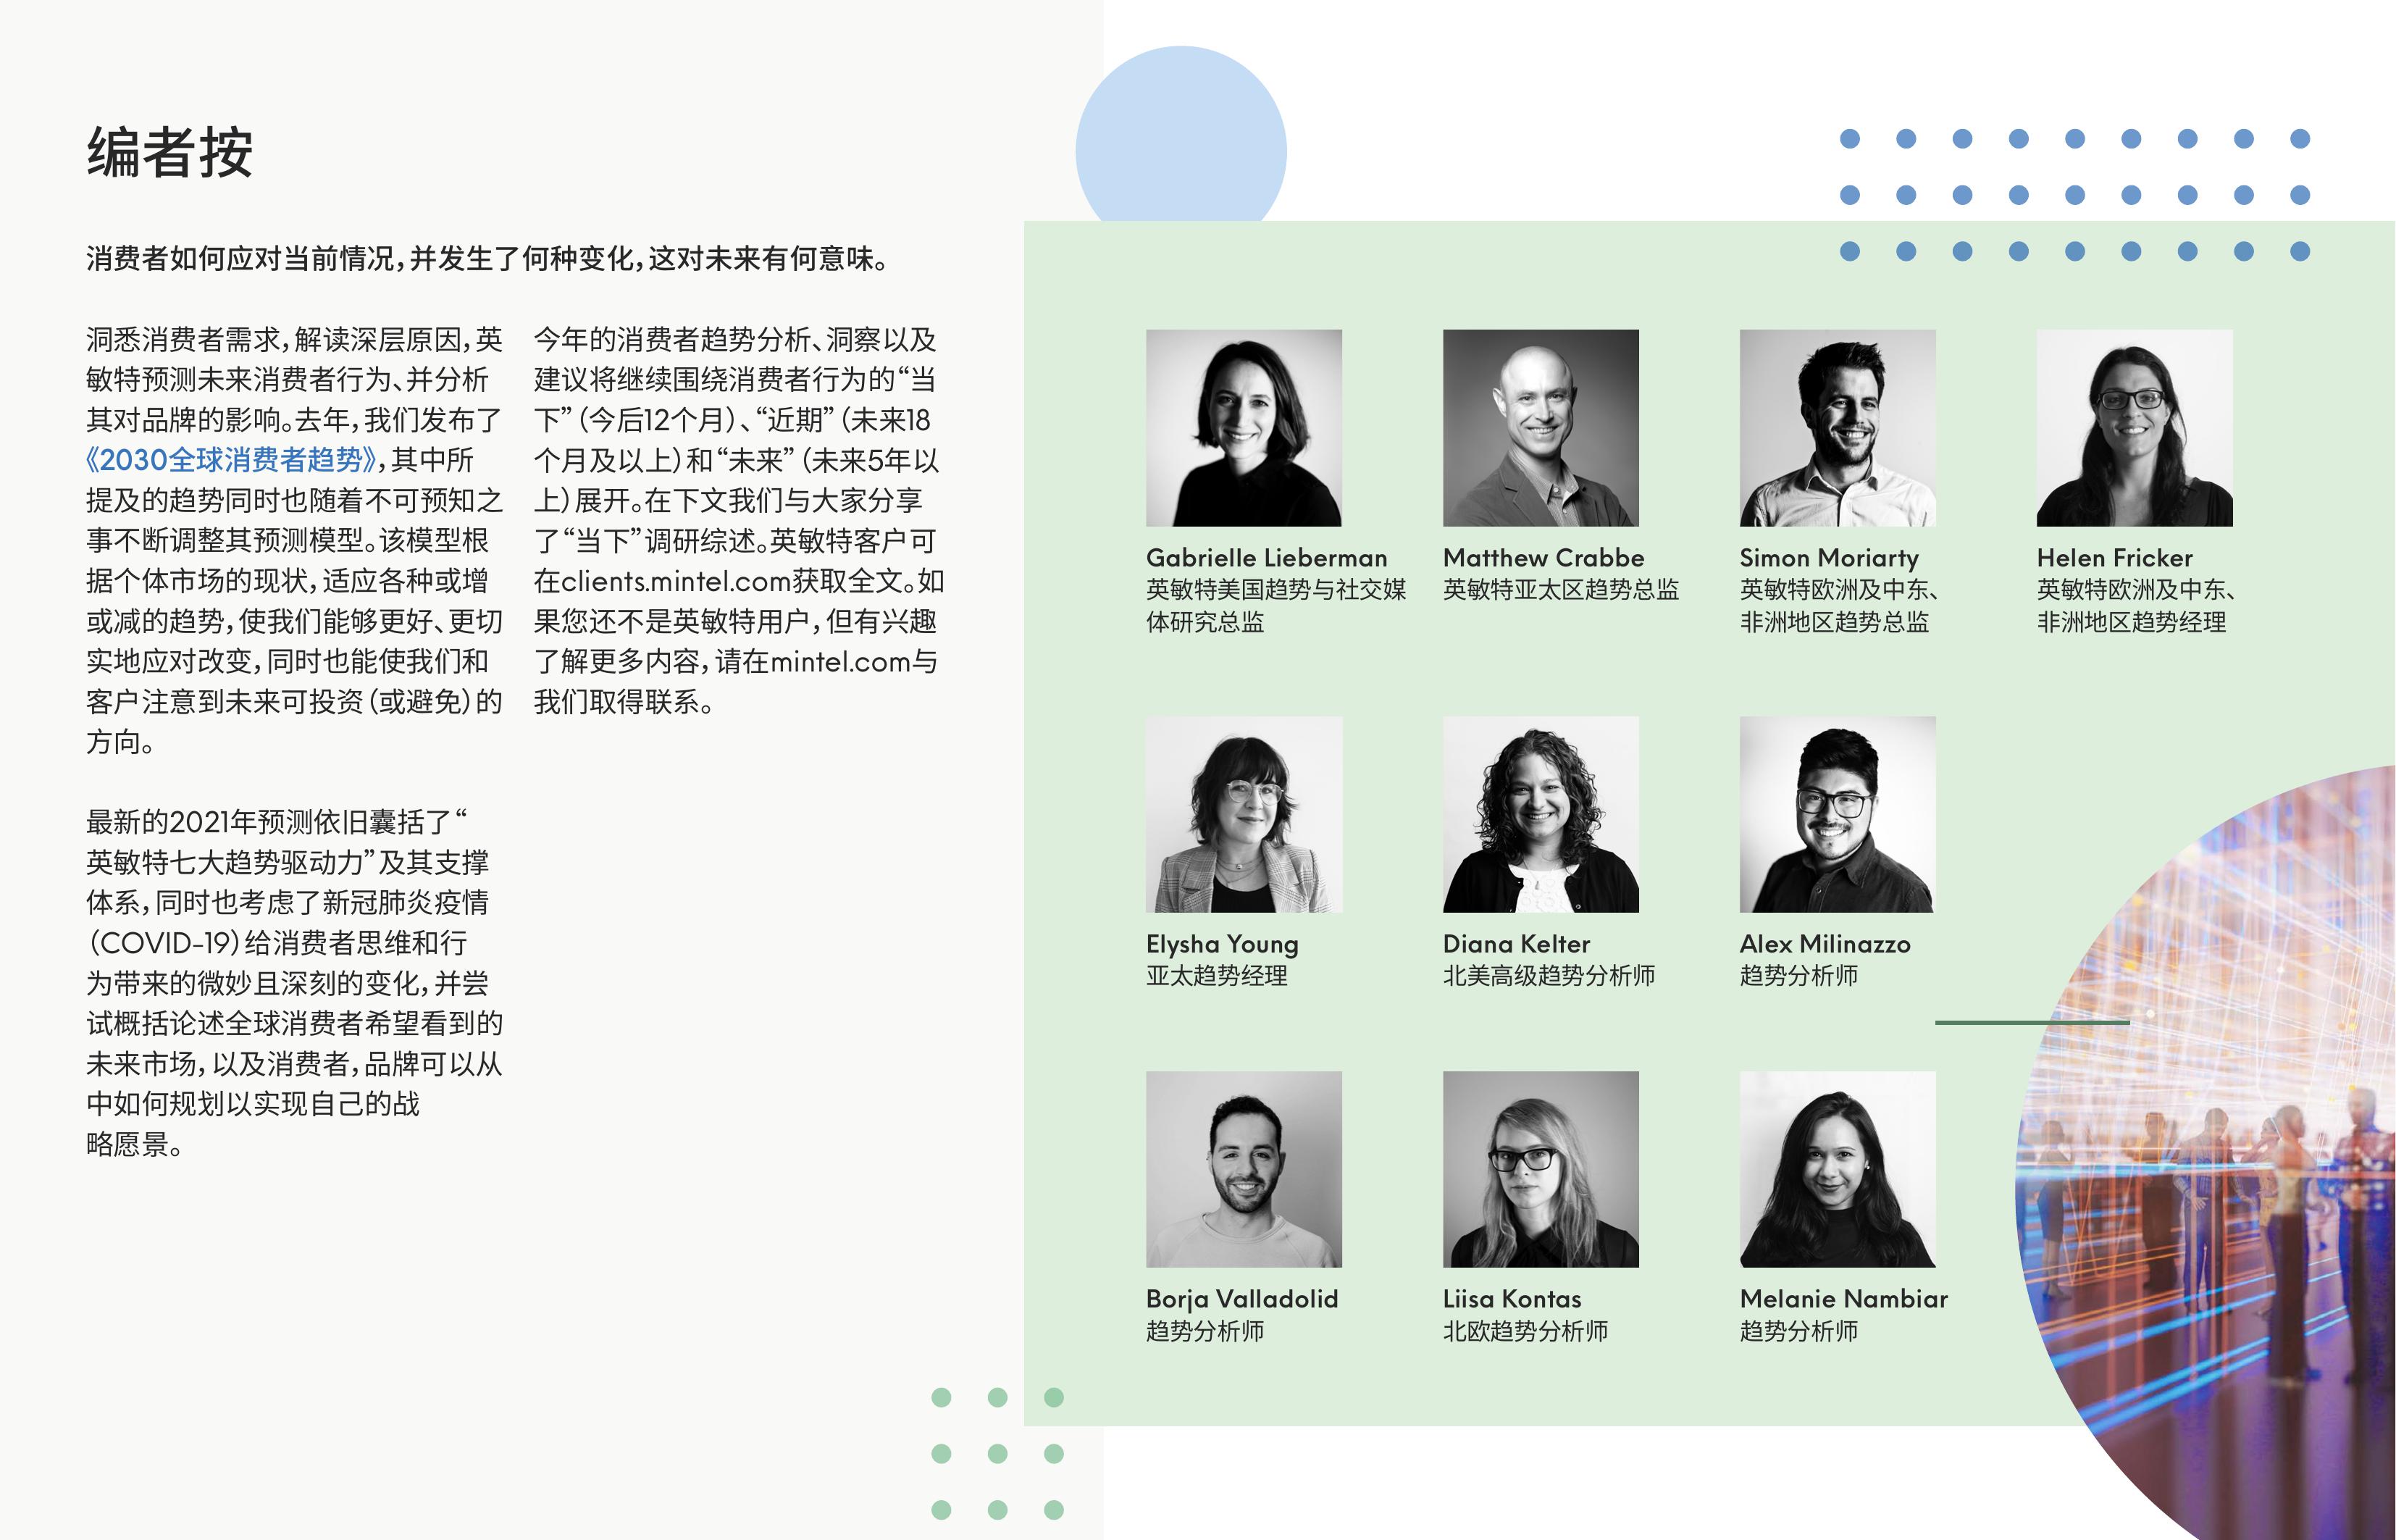 编者按
消费者如何应对当前情况，并发生了何种变化，这对未来有何意味。
洞悉消费者需求，解读深层原因，英
敏特预测未来消费者行为、并分析
其对品牌的影响。去年，我们发布了
《2030全球消费者趋势》，其中所
提及的趋势同时也随着不可预知之
事不断调整其预测模型。该模型根
据个体市场的现状，适应各种或增
或减的趋势，使我们能够更好、更切
实地应对改变，同时也能使我们和
客户注意到未来可投资（或避免）的
方向。
最新的2021年预测依旧囊括了“
英敏特七大趋势驱动力”及其支撑
体系，同时也考虑了新冠肺炎疫情
（COVID-19）给消费者思维和行
为带来的微妙且深刻的变化，并尝
试概括论述全球消费者希望看到的
未来市场，以及消费者，品牌可以从
中如何规划以实现自己的战
略愿景。
今年的消费者趋势分析、洞察以及
建议将继续围绕消费者行为的“当
下”（今后12个月）、“近期”（未来18
个月及以上）和“未来”（未来5年以
上）展开。在下文我们与大家分享
了“当下”调研综述。英敏特客户可
在clients.mintel.com获取全文。如
果您还不是英敏特用户，但有兴趣
了解更多内容，请在mintel.com与
我们取得联系。
Gabrielle Lieberman
英敏特美国趋势与社交媒
体研究总监
Matthew Crabbe
英敏特亚太区趋势总监
Simon Moriarty
英敏特欧洲及中东、
非洲地区趋势总监
Helen Fricker
英敏特欧洲及中东、
非洲地区趋势经理
Elysha Young
亚太趋势经理
Diana Kelter
北美高级趋势分析师
Alex Milinazzo
趋势分析师
Borja Valladolid
趋势分析师
Liisa Kontas
北欧趋势分析师
Melanie Nambiar
趋势分析师